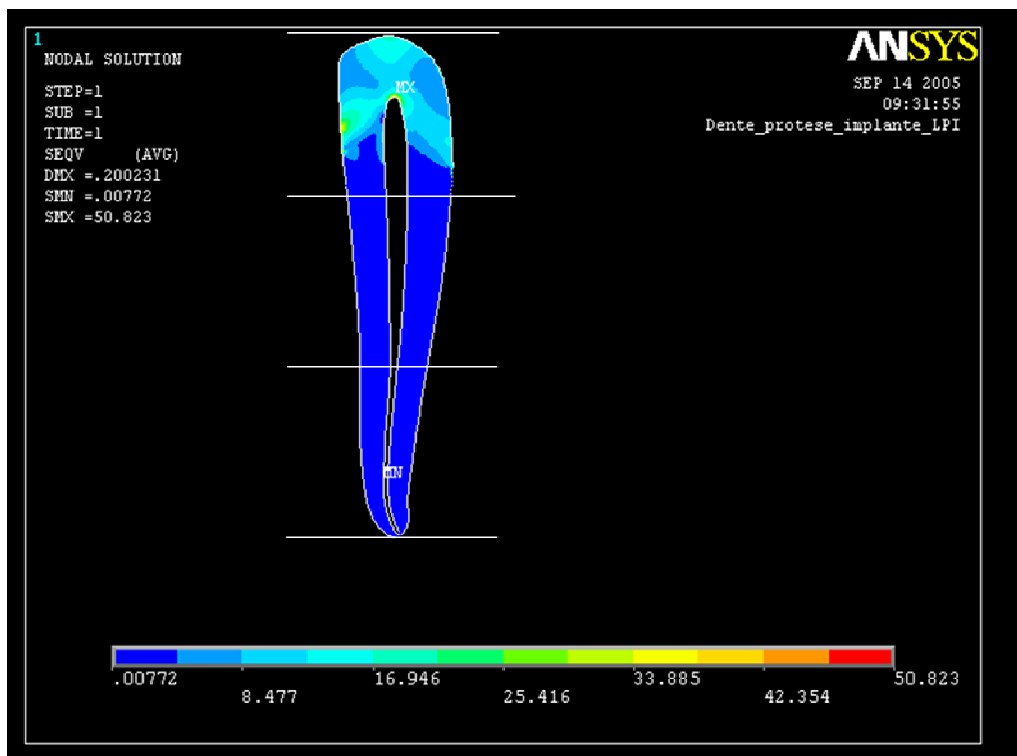 1
NODAL SOLUTION
STEP=1
SUB =1
TIME=1
SEQV (AVG)
DMX =.200231
SMN =.00772
SMX =50.823
ANSYS
SEP 14 2005
09:31:55
Dente_protese_implante_LPI
MX
MN
.00772 16.946 33.885 50.823
8.477 25.416 42.354